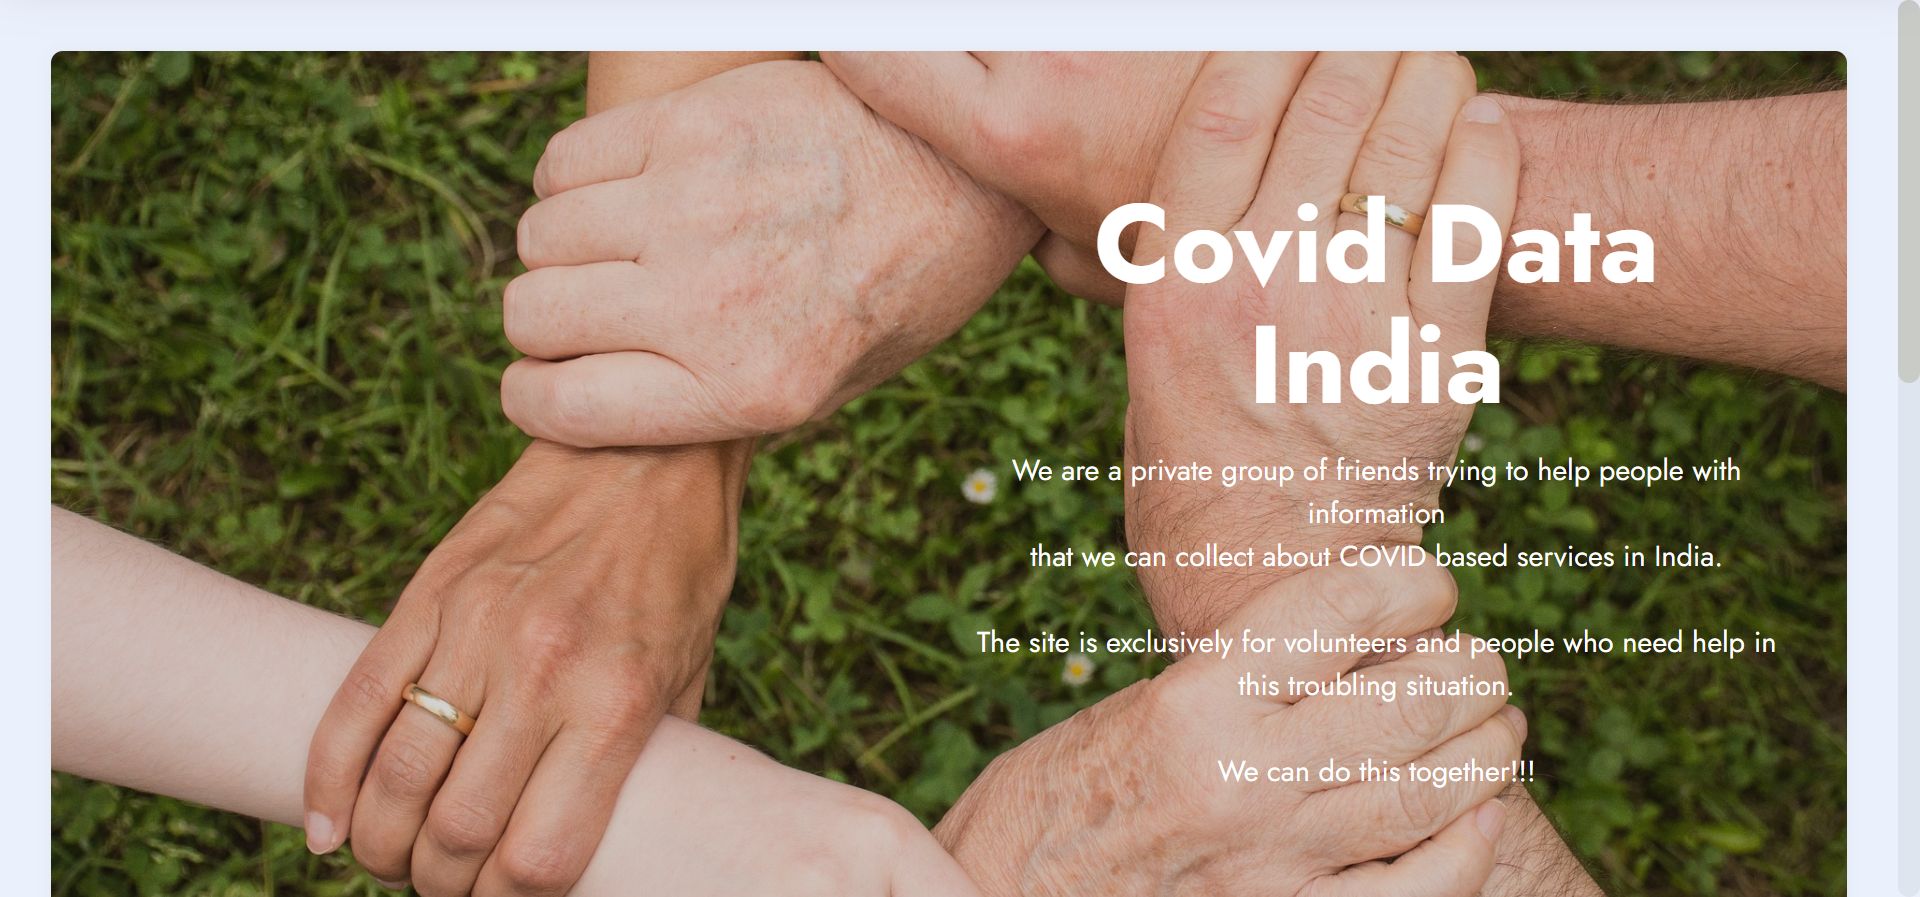 Covid Data
India
We are a private group of friends trying to help people with
information
that we can collect about COVID based services in India.
The site is exclusively for volunteers and people who need help in
this troubling situation.
We can do this together!!!